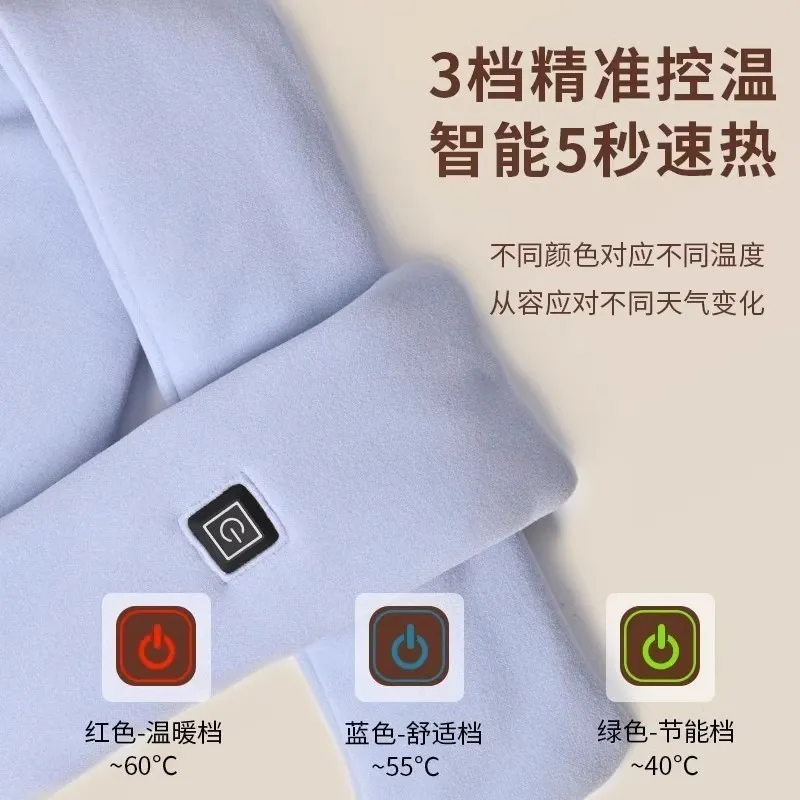 3档精准控温
智能5秒速热
不同颜色对应不同温度
从容应对不同天气变化
红色-温暖档
~60℃
蓝色-舒适档
~55℃
绿色-节能档
~40℃